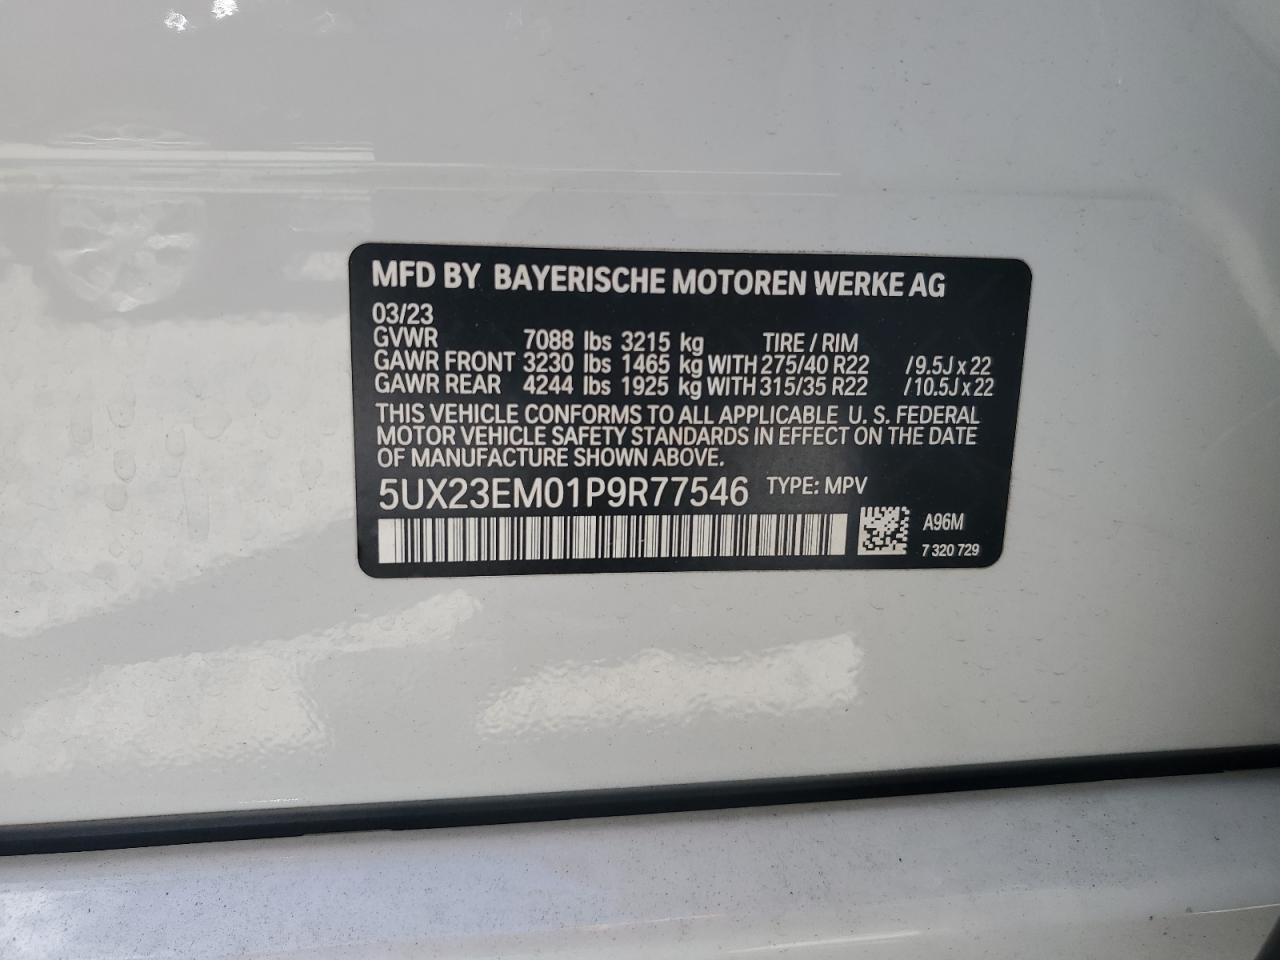 MFD BY BAYERISCHE MOTOREN WERKE AG
03/23
GVWR 7088 lbs 3215 kg TIRE / RIM
GAWR FRONT 3230 lbs 1465 kg WITH 275/40 R22 /9.5J x 22
GAWR REAR 4244 lbs 1925 kg WITH 315/35 R22 /10.5J x 22
THIS VEHICLE CONFORMS TO ALL APPLICABLE U. S. FEDERAL
MOTOR VEHICLE SAFETY STANDARDS IN EFFECT ON THE DATE
OF MANUFACTURE SHOWN ABOVE.
5UX23EM01P9R77546 TYPE: MPV
A96M
7 320 729